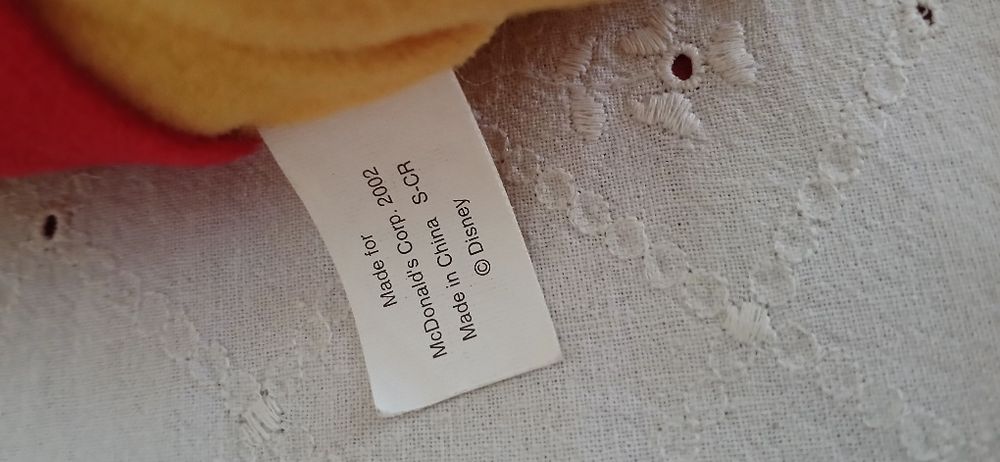 Made for
McDonald's Corp. 2002
Made in China S-CR
© Disney